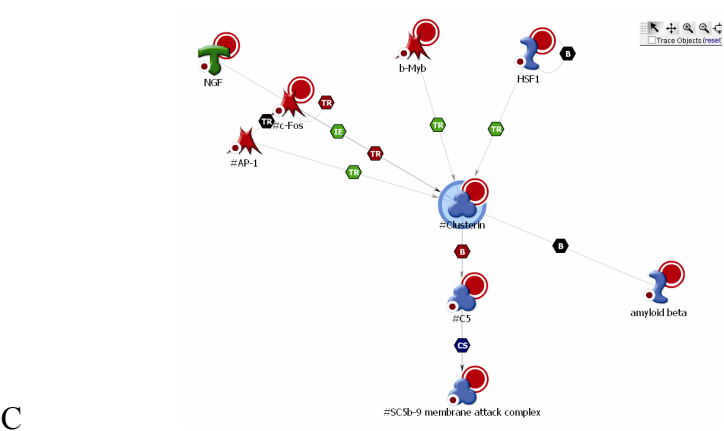 Trace Objects (reset)
b-Myb
HSF1
B
NGF
TR
TR
#c-Fos
IE
TR
TR
TR
#AP-1
TR
#Clusterin
B
B
amyloid beta
#C5
CS
#SC5b-9 membrane attack complex
C